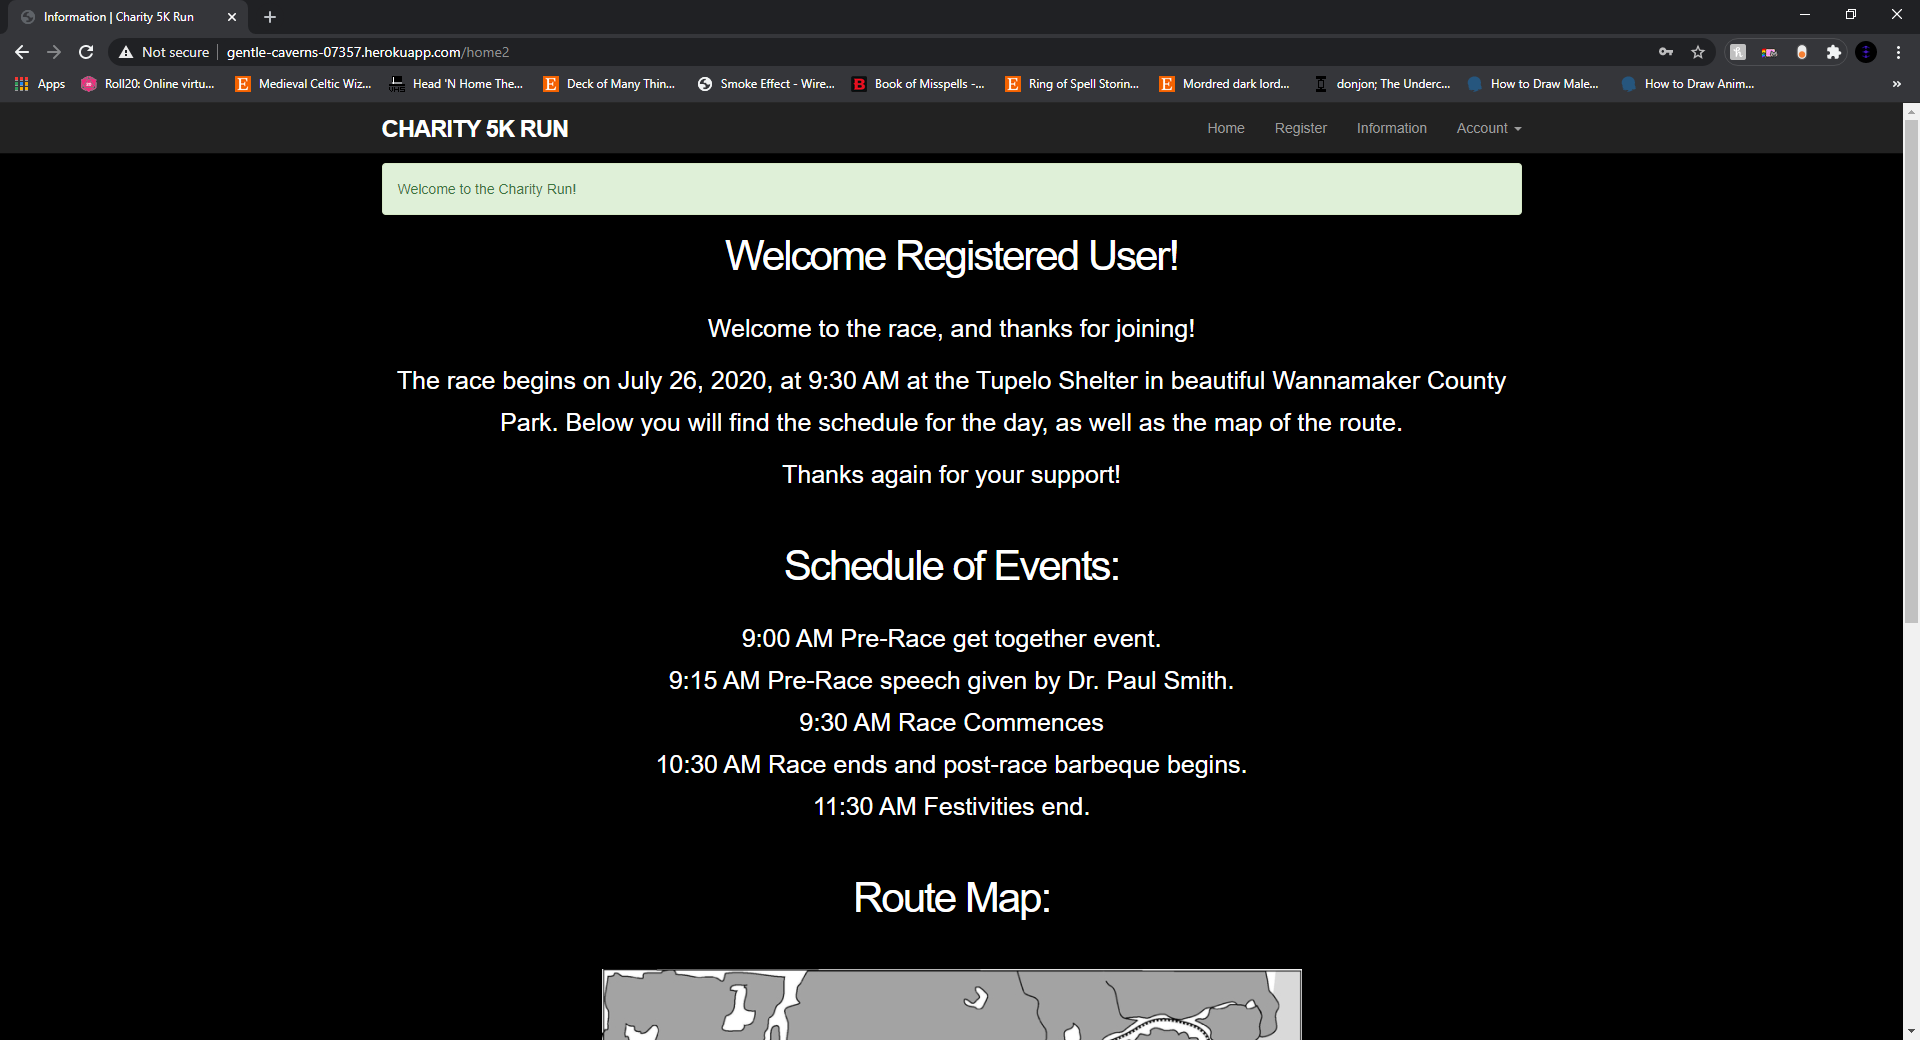 Information | Charity 5K Run
Not secure | gentle-caverns-07357.herokuapp.com/home2
Apps Roll20: Online virtu... Medieval Celtic Wiz... Head 'N Home The... Deck of Many Thin... Smoke Effect - Wire... Book of Misspells -... Ring of Spell Storin... Mordred dark lord... donjon; The Underc... How to Draw Male... How to Draw Anim... »
CHARITY 5K RUN Home Register Information Account
Welcome to the Charity Run!
Welcome Registered User!
Welcome to the race, and thanks for joining!
The race begins on July 26, 2020, at 9:30 AM at the Tupelo Shelter in beautiful Wannamaker County
Park. Below you will find the schedule for the day, as well as the map of the route.
Thanks again for your support!
Schedule of Events:
9:00 AM Pre-Race get together event.
9:15 AM Pre-Race speech given by Dr. Paul Smith.
9:30 AM Race Commences
10:30 AM Race ends and post-race barbeque begins.
11:30 AM Festivities end.
Route Map: